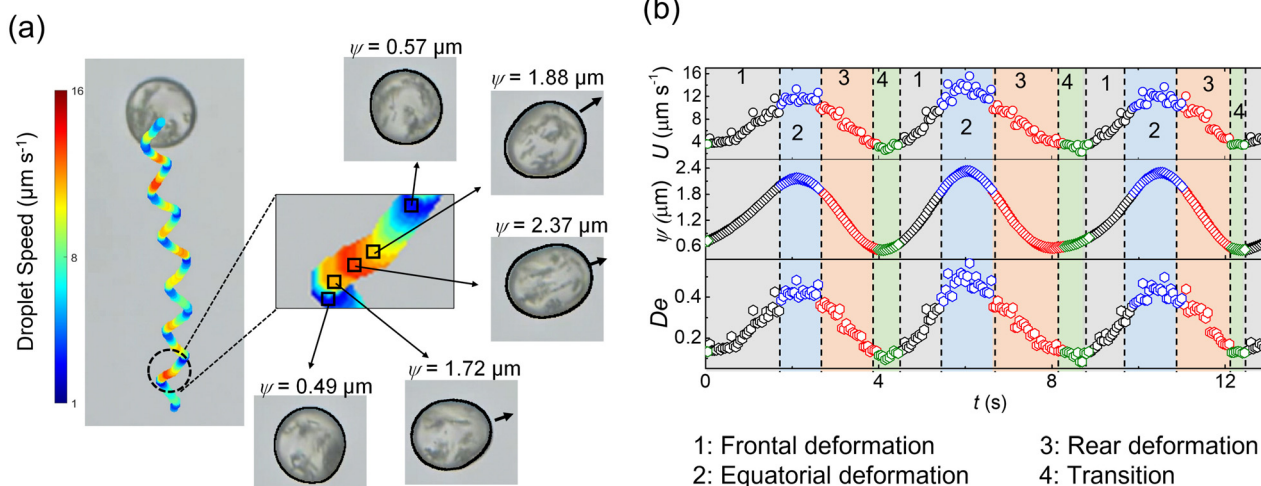 (a)
Droplet Speed (μm s⁻¹)
16
8
1
ψ = 0.57 μm
ψ = 1.88 μm
ψ = 2.37 μm
ψ = 1.72 μm
ψ = 0.49 μm
(b)
U (μm s⁻¹)
16
12
8
4
1 2 3 4 1 2 3 4 1 2 3 4
ψ (μm)
2.4
1.8
1.2
0.6
De
0.4
0.2
0 4 8 12
t (s)
1: Frontal deformation 3: Rear deformation
2: Equatorial deformation 4: Transition